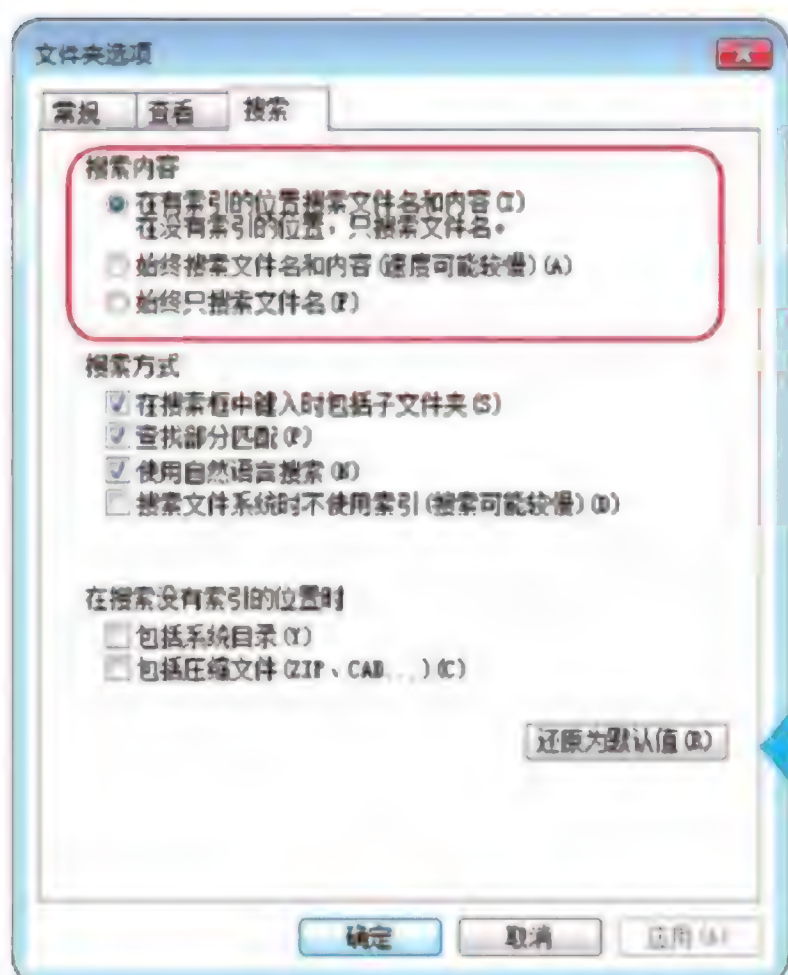 文件夹选项
常规 查看 搜索
搜索内容
在有索引的位置搜索文件名和内容(I)
在没有索引的位置，只搜索文件名。
始终搜索文件名和内容(速度可能较慢)(A)
始终只搜索文件名(F)
搜索方式
在搜索框中键入时包括子文件夹(S)
查找部分匹配(P)
使用自然语言搜索(N)
搜索文件系统时不使用索引(搜索可能较慢)(D)
在搜索没有索引的位置时
包括系统目录(Y)
包括压缩文件(ZIP、CAB...)(C)
还原为默认值(R)
确定 取消 应用(A)